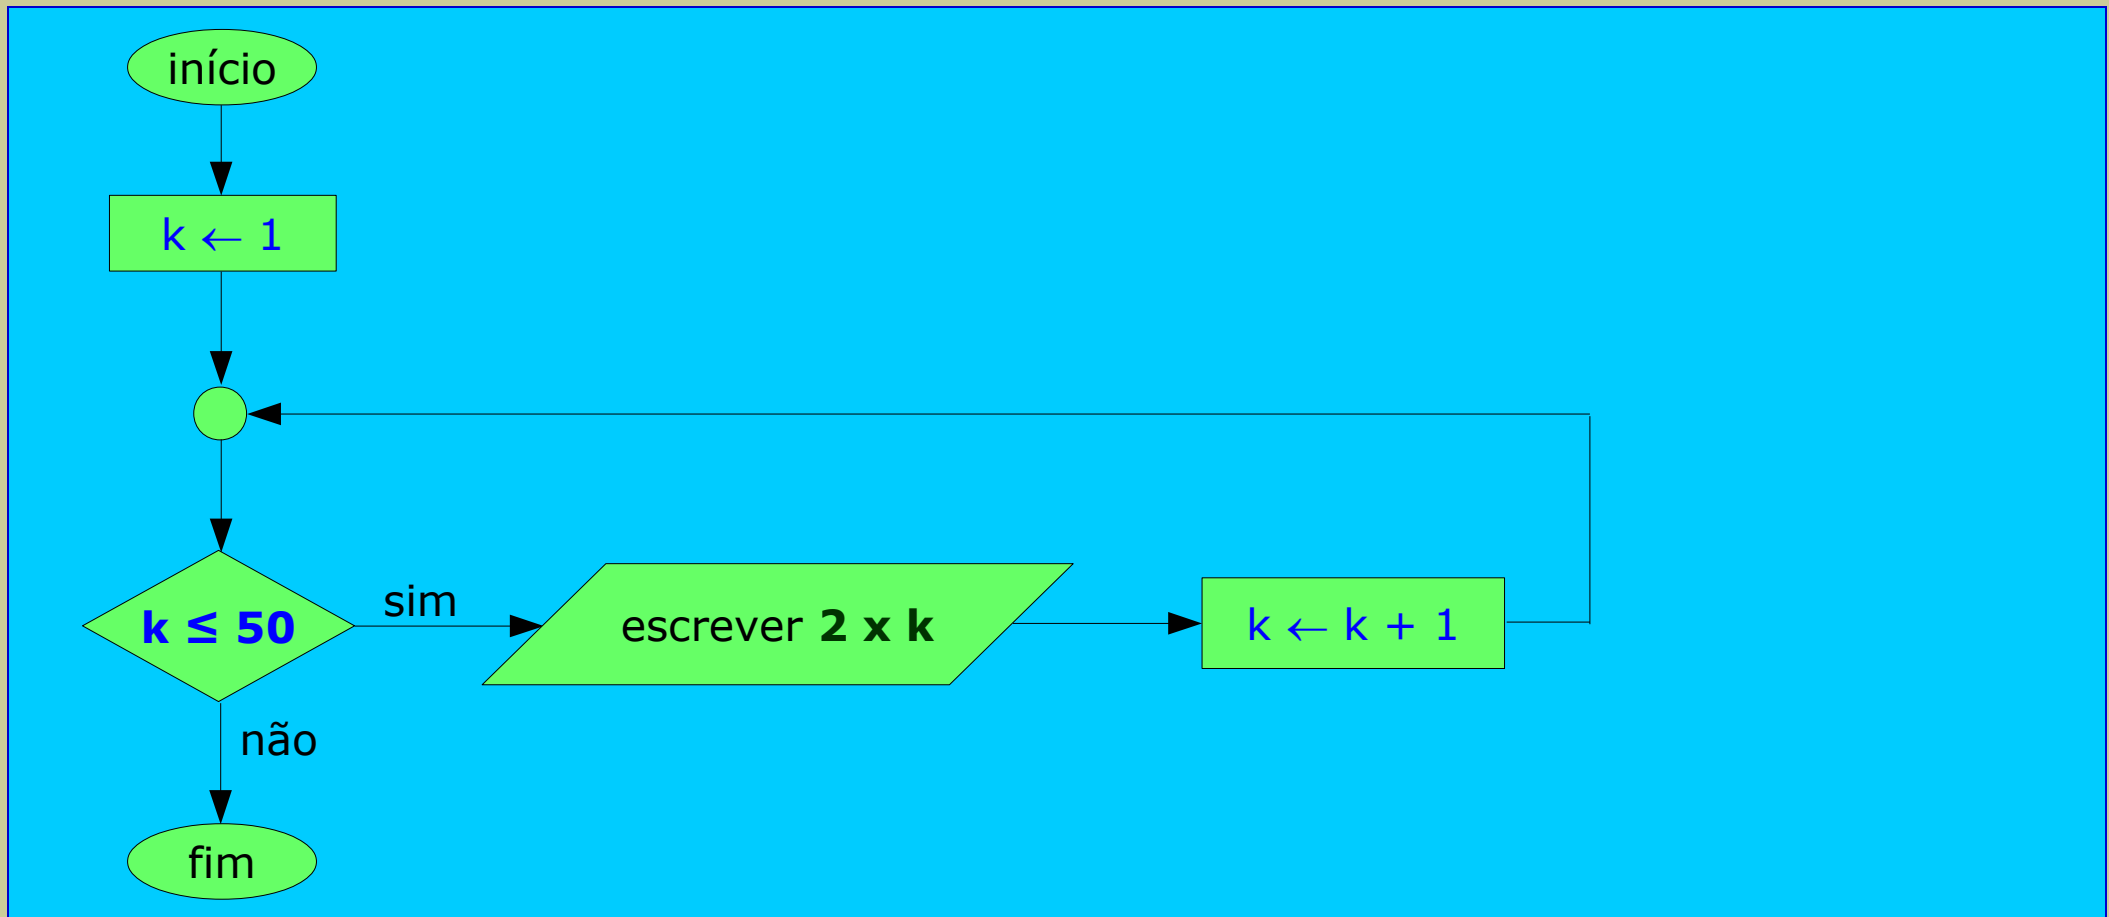 início
k ← 1
k ≤ 50
sim
escrever 2 x k
k ← k + 1
não
fim